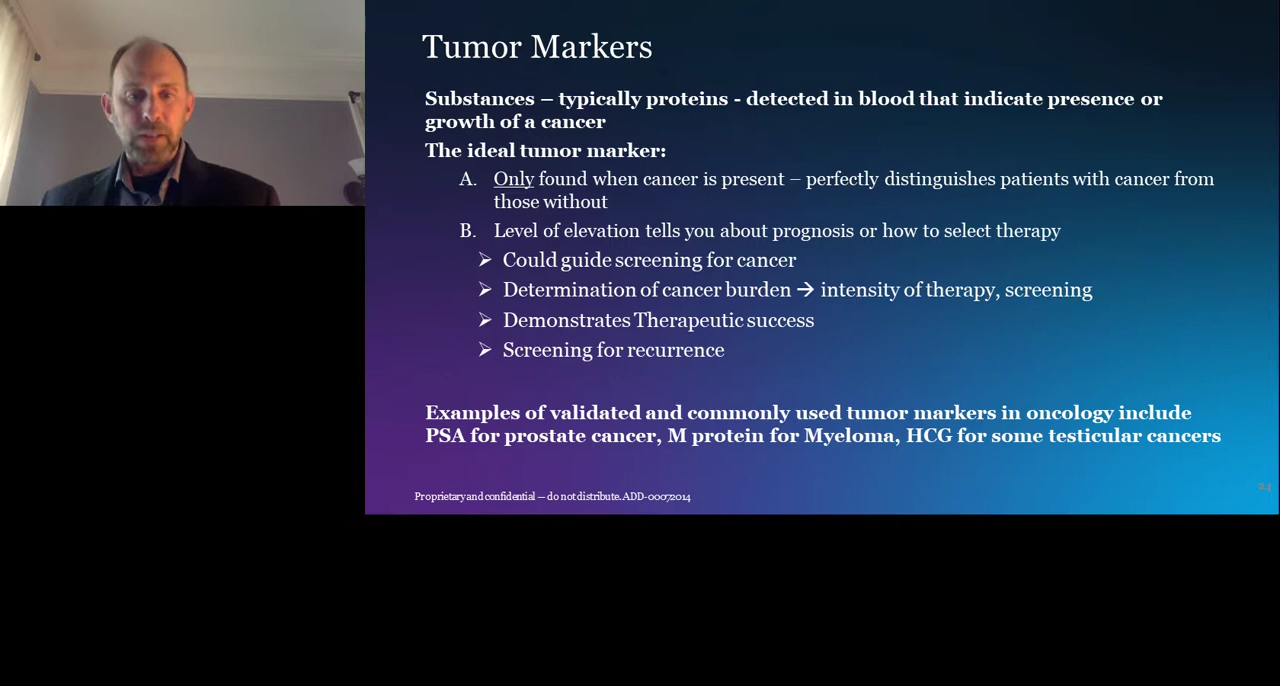 Tumor Markers
Substances – typically proteins - detected in blood that indicate presence or
growth of a cancer
The ideal tumor marker:
A. Only found when cancer is present – perfectly distinguishes patients with cancer from
those without
B. Level of elevation tells you about prognosis or how to select therapy
➢ Could guide screening for cancer
➢ Determination of cancer burden → intensity of therapy, screening
➢ Demonstrates Therapeutic success
➢ Screening for recurrence
Examples of validated and commonly used tumor markers in oncology include
PSA for prostate cancer, M protein for Myeloma, HCG for some testicular cancers
Proprietary and confidential — do not distribute. ADD-00072014
24